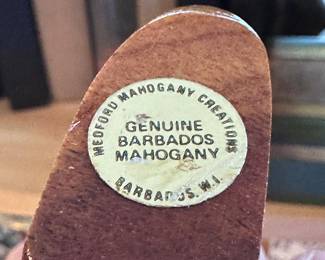 MEDFORD MAHOGANY CREATIONS
GENUINE
BARBADOS
MAHOGANY
BARBADOS. W.I.